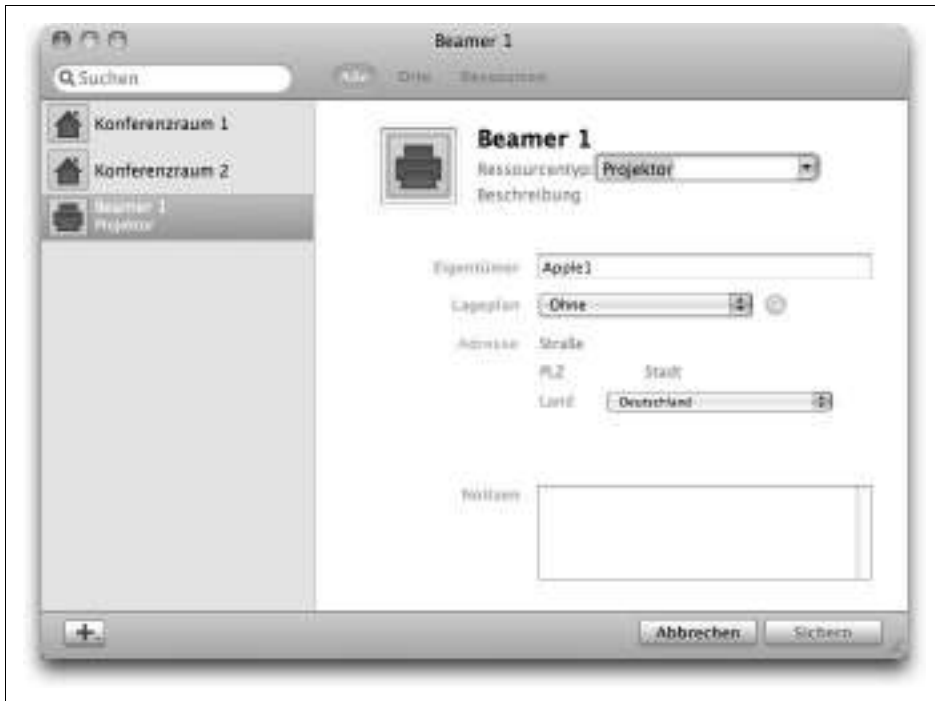 Beamer 1
Suchen
Alle Orte Ressourcen
Konferenzraum 1
Konferenzraum 2
Beamer 1
Projektor
Beamer 1
Ressourcentyp Projektor
Beschreibung
Eigentümer Apple1
Lageplan Ohne
Adresse Straße
PLZ Stadt
Land Deutschland
Notizen
Abbrechen Sichern